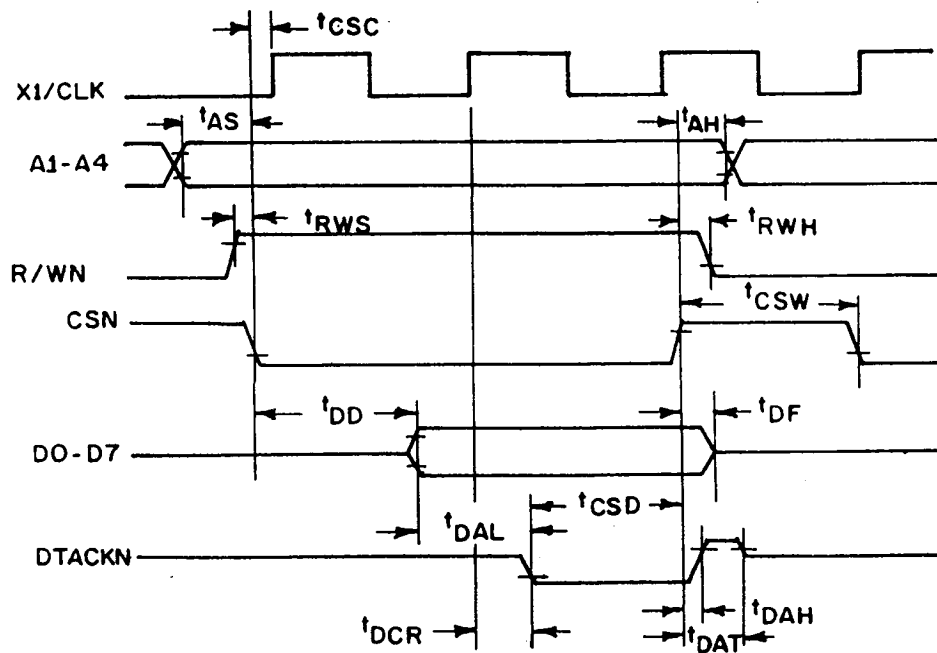 tCSC
X1/CLK
tAS
tAH
A1-A4
tRWS
tRWH
R/WN
tCSW
CSN
tDD
tDF
D0-D7
tCSD
tDAL
DTACKN
tDAH
tDCR
tDAT